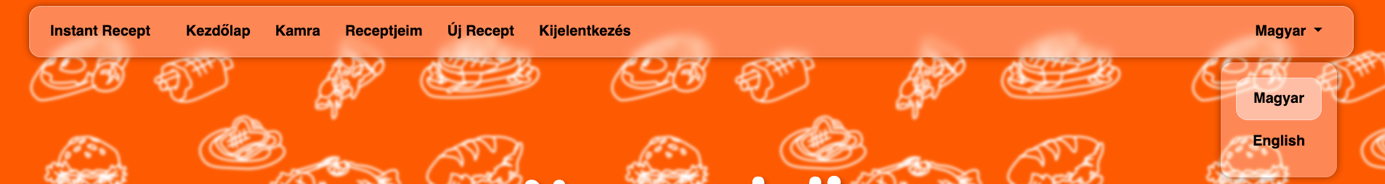 Instant Recept Kezdőlap Kamra Receptjeim Új Recept Kijelentkezés Magyar
Magyar
English